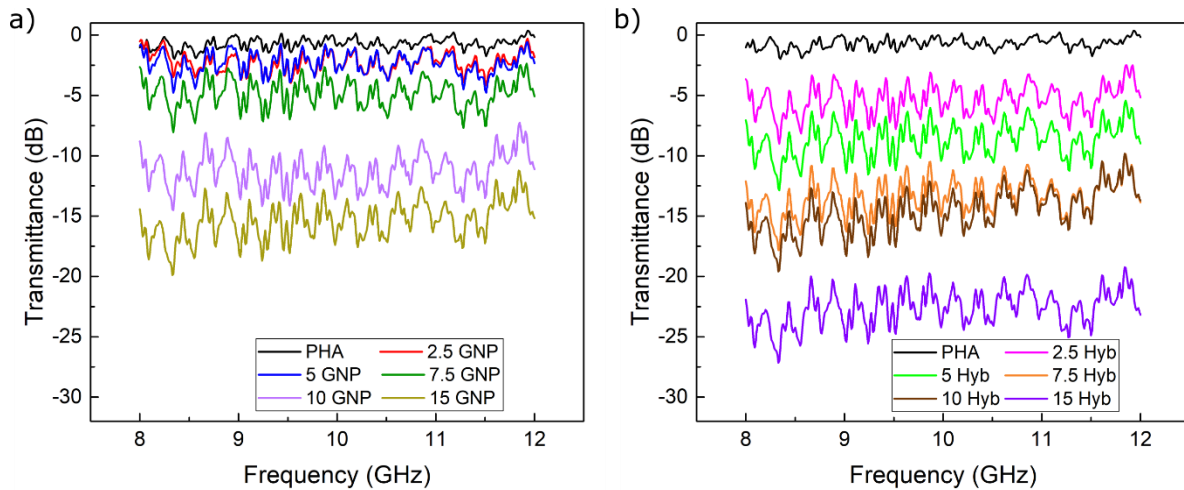 a)
0
-5
-10
-15
-20
-25
-30
Transmittance (dB)
PHA 2.5 GNP
5 GNP 7.5 GNP
10 GNP 15 GNP
8 9 10 11 12
Frequency (GHz)
b)
0
-5
-10
-15
-20
-25
-30
Transmittance (dB)
PHA 2.5 Hyb
5 Hyb 7.5 Hyb
10 Hyb 15 Hyb
8 9 10 11 12
Frequency (GHz)